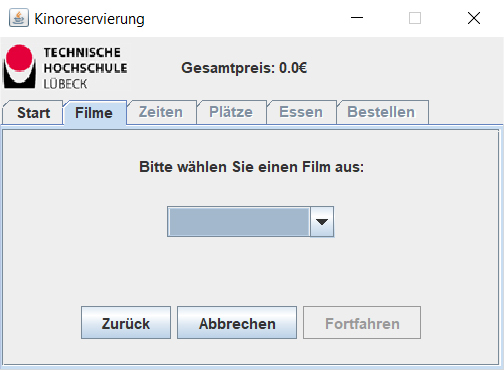 Kinoreservierung
TECHNISCHE
HOCHSCHULE
LÜBECK
Gesamtpreis: 0.0€
Start Filme Zeiten Plätze Essen Bestellen
Bitte wählen Sie einen Film aus:
Zurück Abbrechen Fortfahren